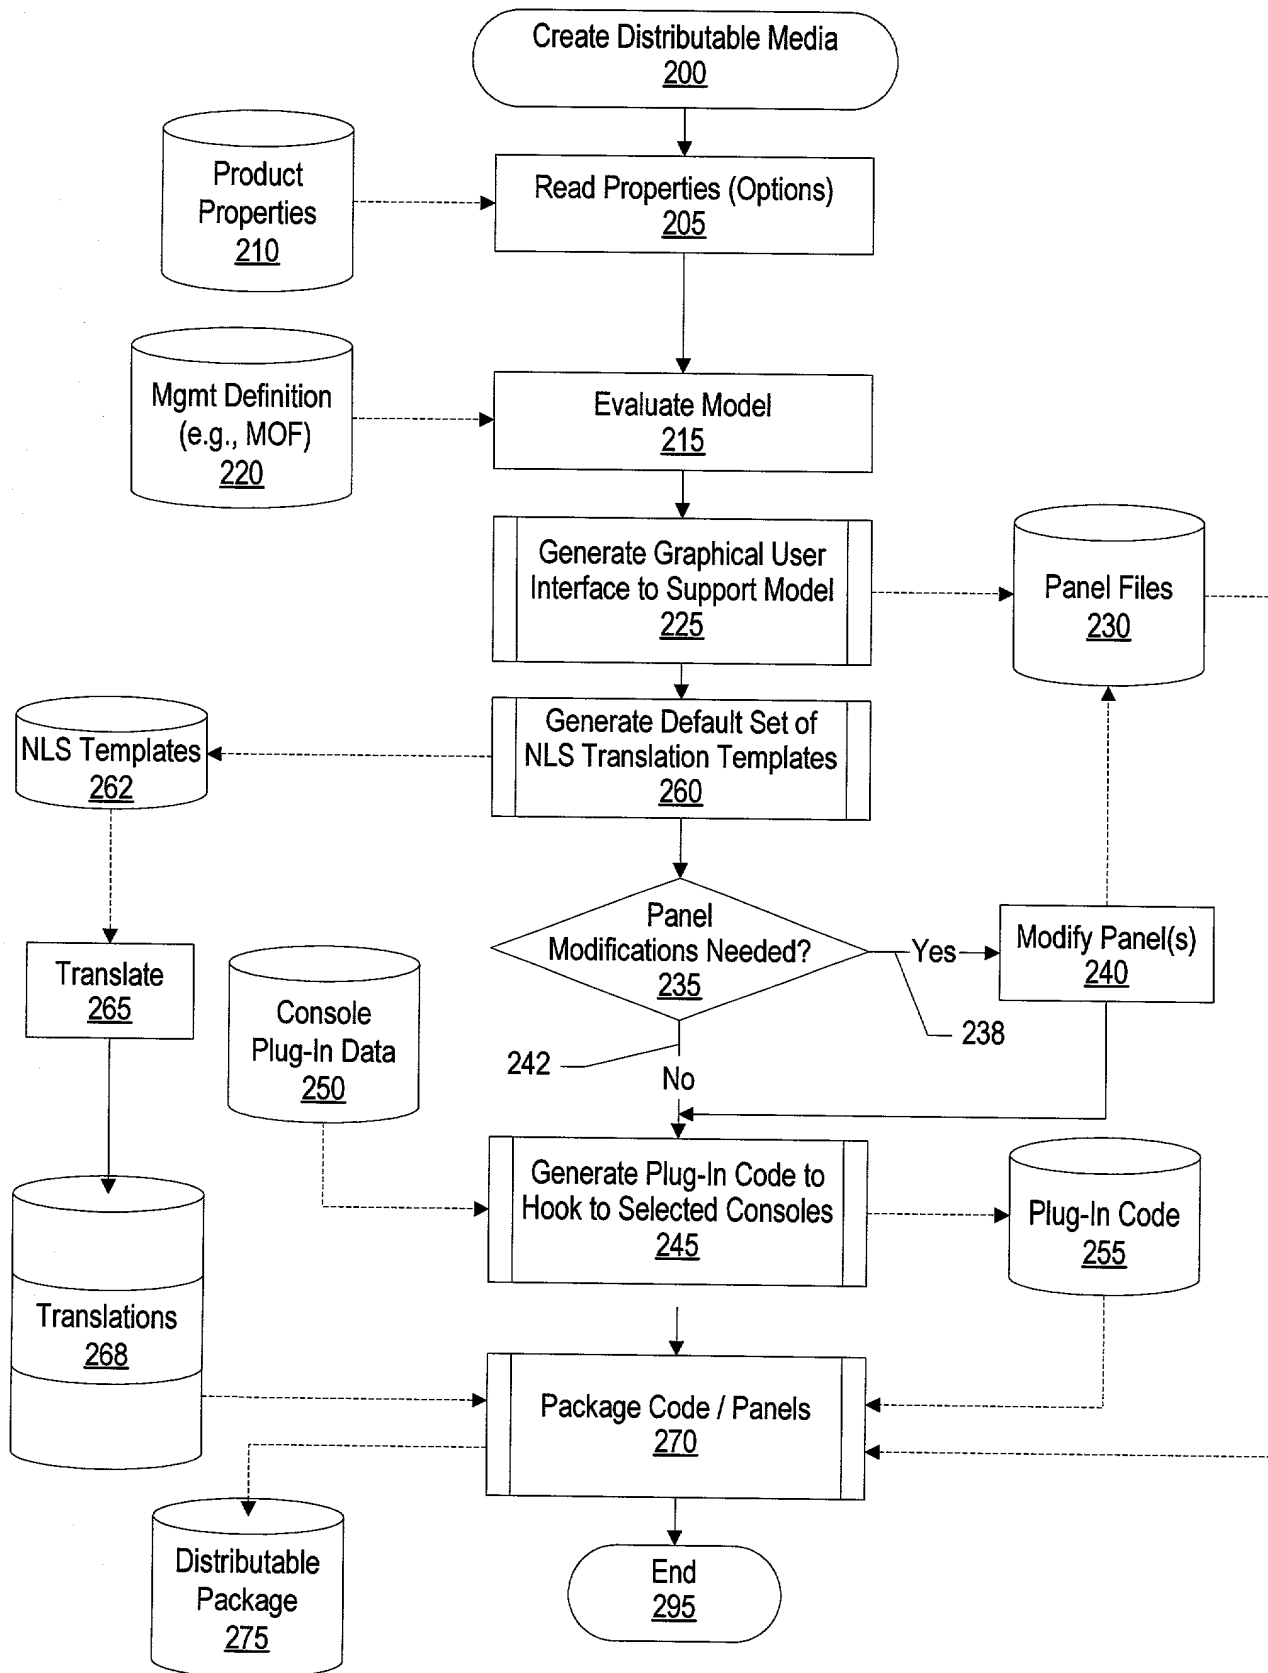 Create Distributable Media
200
Product
Properties
210
Read Properties (Options)
205
Mgmt Definition
(e.g., MOF)
220
Evaluate Model
215
Generate Graphical User
Interface to Support Model
225
Panel Files
230
NLS Templates
262
Generate Default Set of
NLS Translation Templates
260
Panel
Modifications Needed?
235
Yes
238
Modify Panel(s)
240
Translate
265
Console
Plug-In Data
250
242
No
Generate Plug-In Code to
Hook to Selected Consoles
245
Plug-In Code
255
Translations
268
Package Code / Panels
270
Distributable
Package
275
End
295